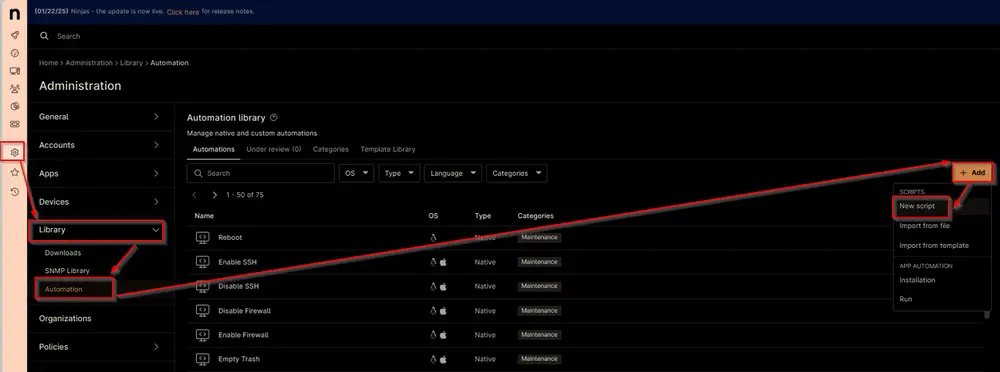 n
[01/22/25] Ninjas - the update is now live. Click here for release notes.
Search
Home > Administration > Library > Automation
Administration
General
Accounts
Apps
Devices
Library
Downloads
SNMP Library
Automation
Organizations
Policies
Automation library
Manage native and custom automations
Automations Under review (0) Categories Template Library
Search OS Type Language Categories
+ Add
1 - 50 of 75
Name OS Type Categories
Reboot Native Maintenance
Enable SSH Native Maintenance
Disable SSH Native Maintenance
Disable Firewall Native Maintenance
Enable Firewall Native Maintenance
Empty Trash Native Maintenance
SCRIPTS
New script
Import from file
Import from template
APP AUTOMATION
Installation
Run